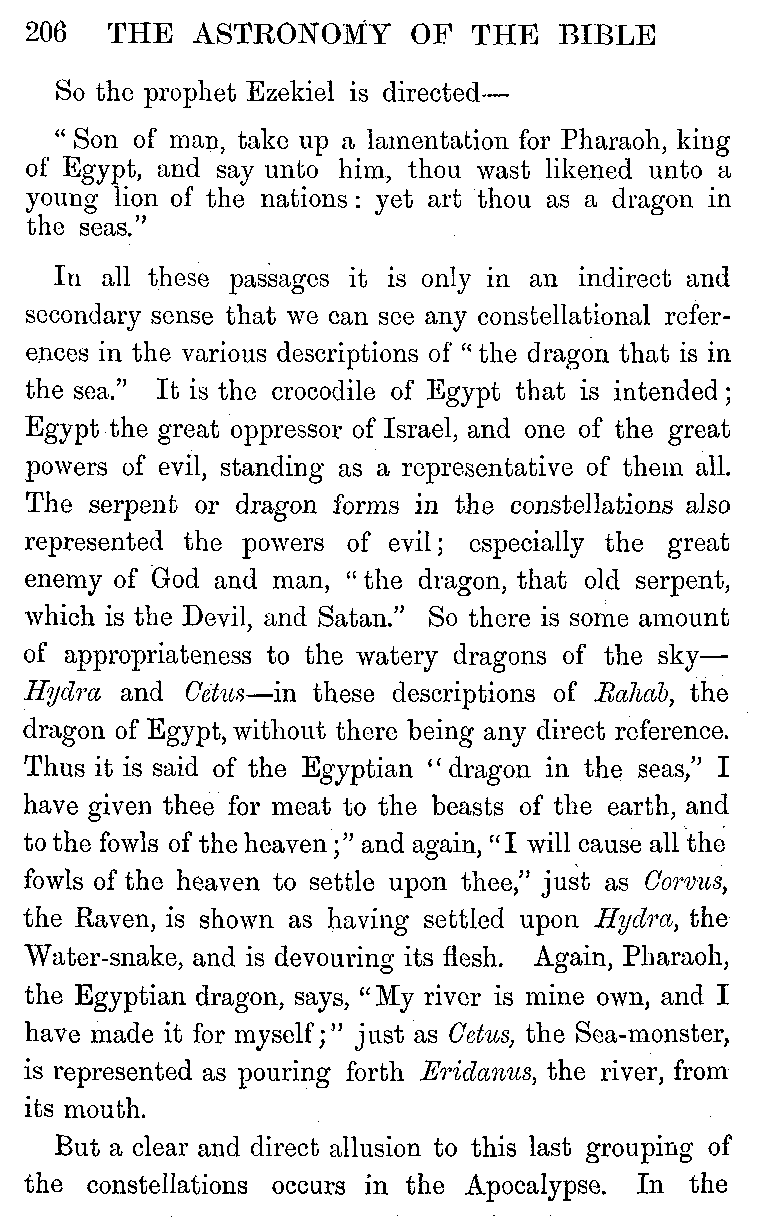 206 THE ASTRONOMY OF THE BIBLE
So the prophet Ezekiel is directed—
“Son of man, take up a lamentation for Pharaoh, king
of Egypt, and say unto him, thou wast likened unto a
young lion of the nations: yet art thou as a dragon in
the seas.”
In all these passages it is only in an indirect and
secondary sense that we can see any constellational refer-
ences in the various descriptions of “the dragon that is in
the sea.” It is the crocodile of Egypt that is intended;
Egypt the great oppressor of Israel, and one of the great
powers of evil, standing as a representative of them all.
The serpent or dragon forms in the constellations also
represented the powers of evil; especially the great
enemy of God and man, “the dragon, that old serpent,
which is the Devil, and Satan.” So there is some amount
of appropriateness to the watery dragons of the sky—
Hydra and Cetus—in these descriptions of Rahab, the
dragon of Egypt, without there being any direct reference.
Thus it is said of the Egyptian “dragon in the seas,” I
have given thee for meat to the beasts of the earth, and
to the fowls of the heaven;” and again, “I will cause all the
fowls of the heaven to settle upon thee,” just as Corvus,
the Raven, is shown as having settled upon Hydra, the
Water-snake, and is devouring its flesh. Again, Pharaoh,
the Egyptian dragon, says, “My river is mine own, and I
have made it for myself;” just as Cetus, the Sea-monster,
is represented as pouring forth Eridanus, the river, from
its mouth.
But a clear and direct allusion to this last grouping of
the constellations occurs in the Apocalypse. In the